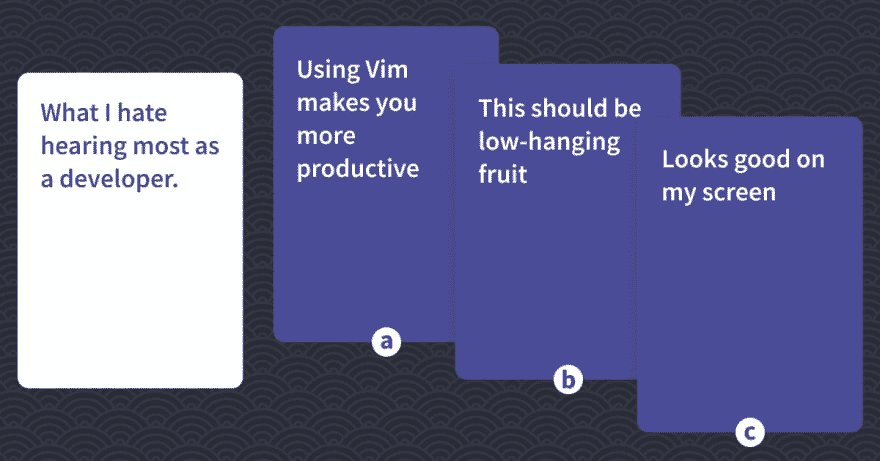 What I hate
hearing most as
a developer.
Using Vim
makes you
more
productive
a
This should be
low-hanging
fruit
b
Looks good on
my screen
c